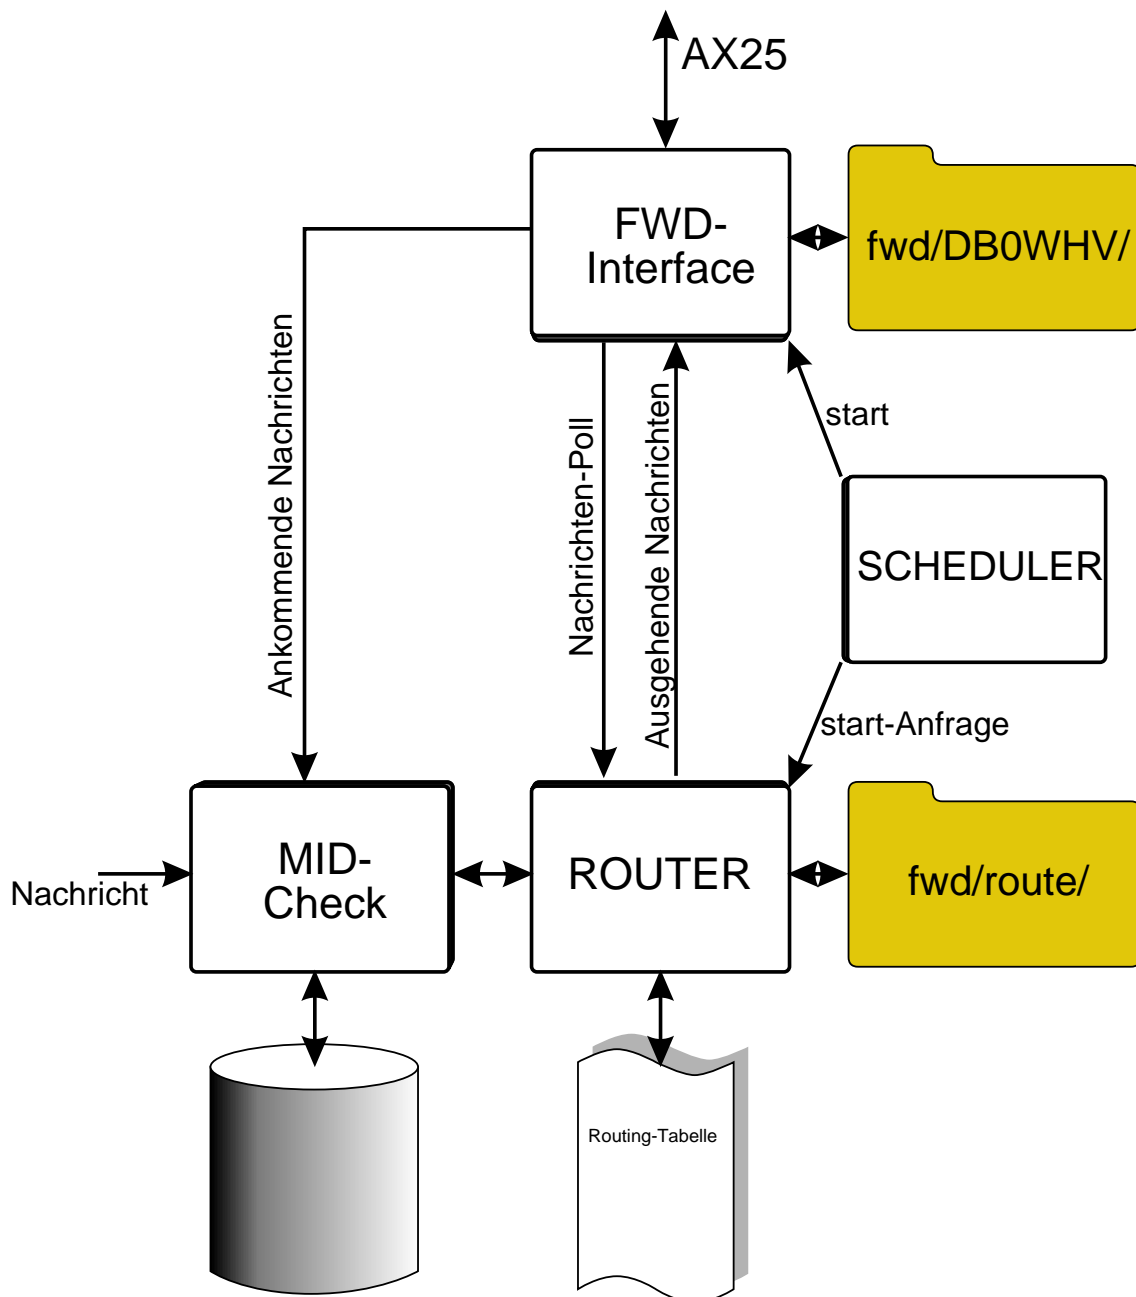 AX25
FWD-
Interface
fwd/DB0WHV/
Ankommende Nachrichten
Nachrichten-Poll
Ausgehende Nachrichten
start
SCHEDULER
start-Anfrage
Nachricht
MID-
Check
ROUTER
fwd/route/
Routing-Tabelle